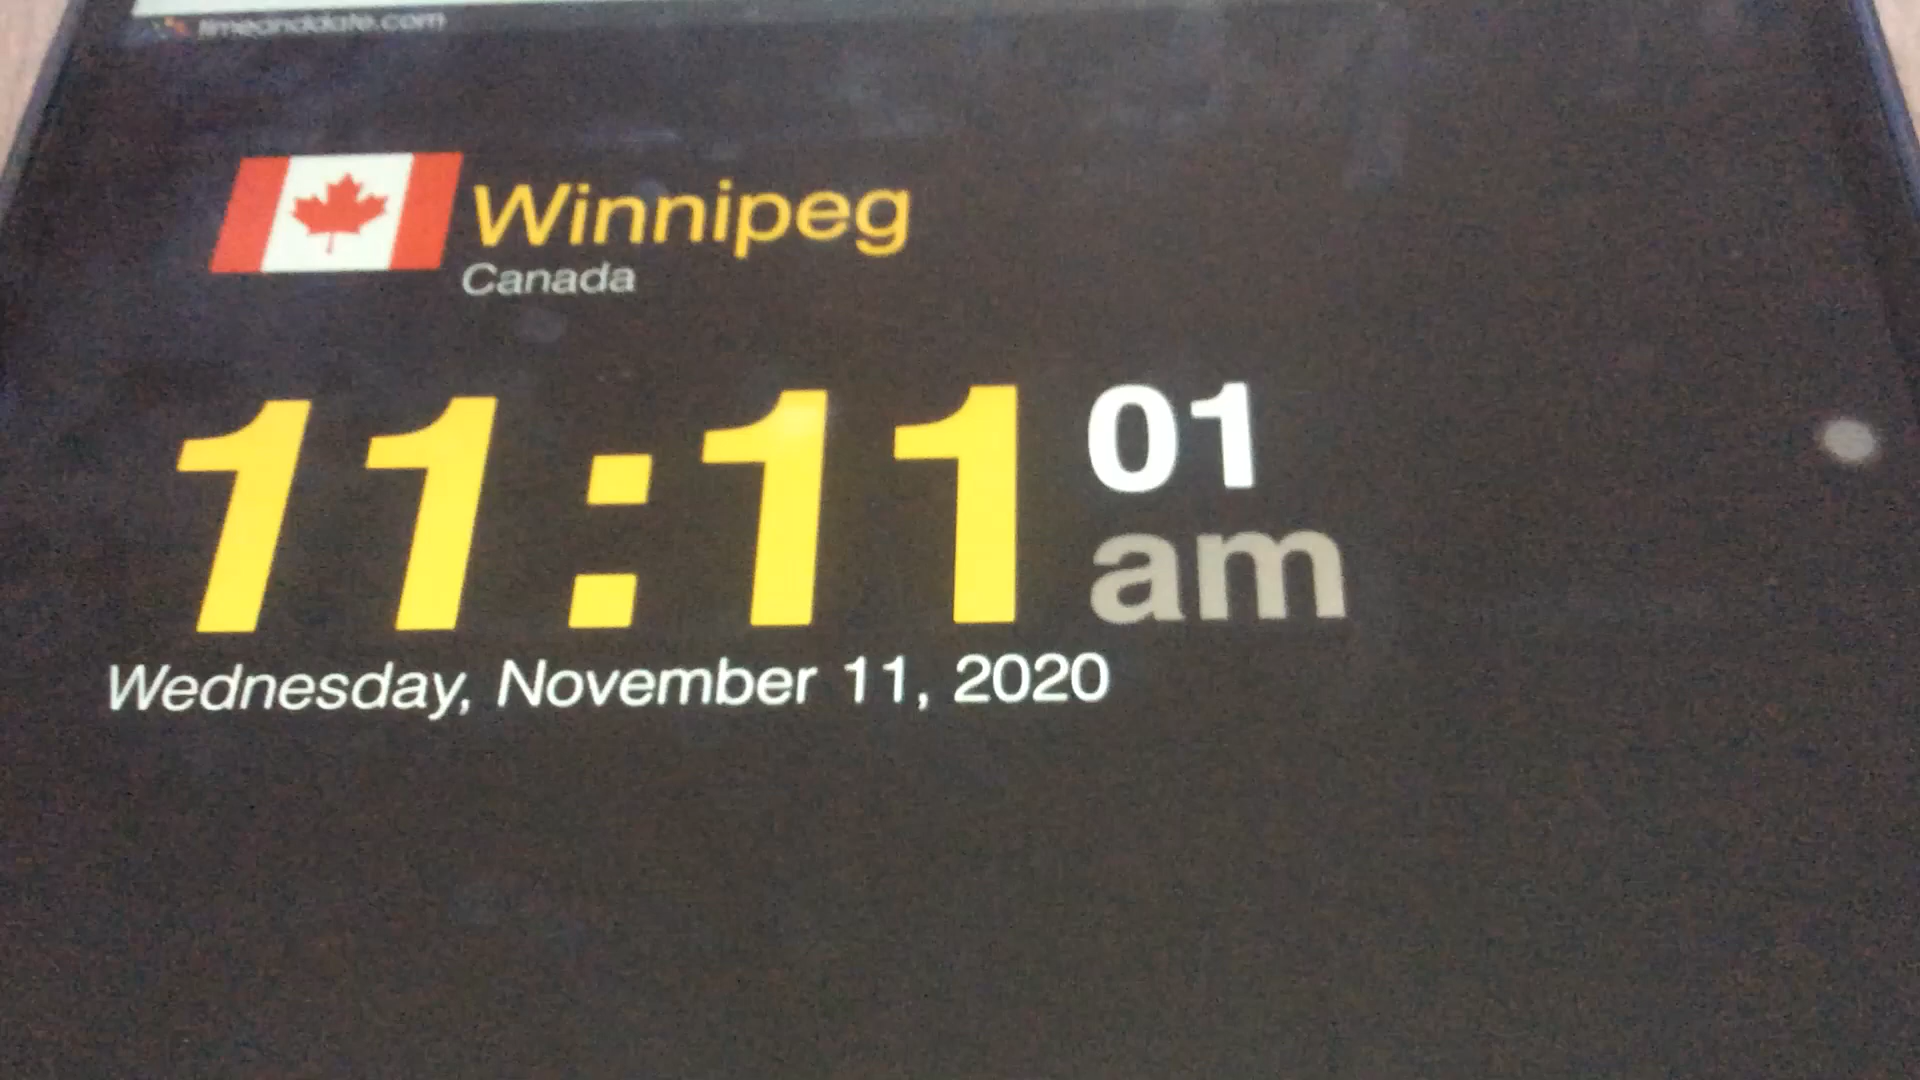 timeanddate.com
Winnipeg
Canada
11:11 01
am
Wednesday, November 11, 2020